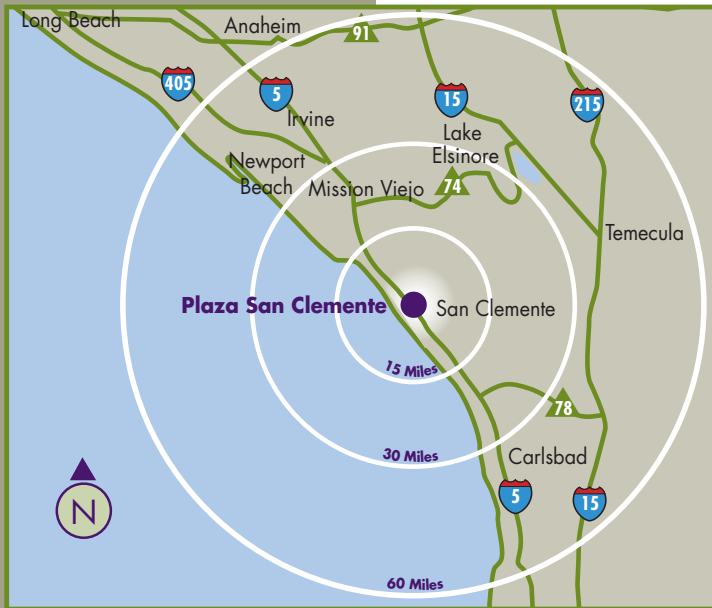 Long Beach
Anaheim
91
405
5
15
215
Irvine
Lake
Elsinore
Newport
Beach
Mission Viejo
74
Temecula
Plaza San Clemente
San Clemente
15 Miles
78
30 Miles
Carlsbad
5
15
N
60 Miles